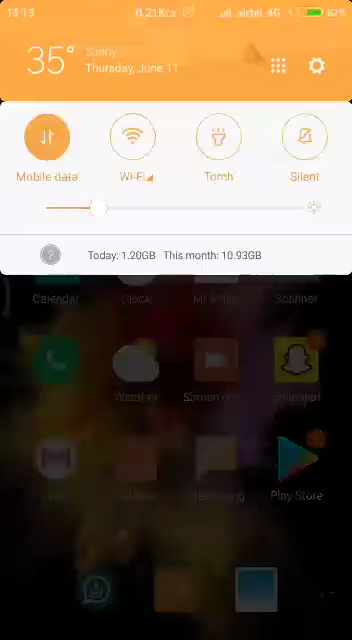 13:13 0.21K/s airtel 4G 62%
35° Sunny
Thursday, June 11
Mobile data Wi-Fi Torch Silent
Today: 1.20GB This month: 10.93GB
Calendar Clock Scanner
Weather Screen Snapchat
Play Store